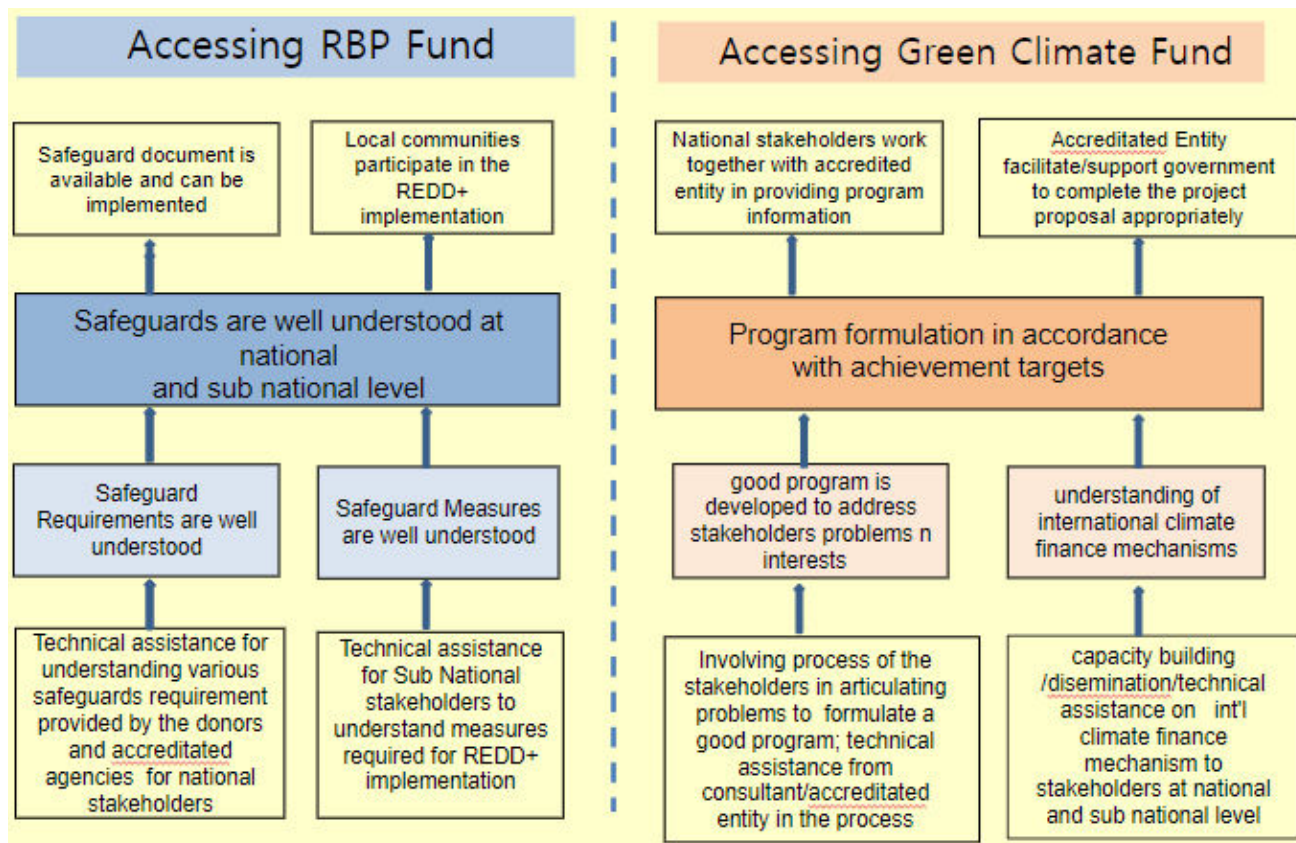 Accessing RBP Fund
Safeguard document is
available and can be
implemented
Local communities
participate in the
REDD+
implementation
Safeguards are well understood at
national
and sub national level
Safeguard
Requirements are well
understood
Safeguard Measures
are well understood
Technical assistance for
understanding various
safeguards requirement
provided by the donors
and accreditated
agencies for national
stakeholders
Technical assistance
for Sub National
stakeholders to
understand measures
required for REDD+
implementation
Accessing Green Climate Fund
National stakeholders work
together with accredited
entity in providing program
information
Accreditated Entity
facilitate/support government
to complete the project
proposal appropriately
Program formulation in accordance
with achievement targets
good program is
developed to address
stakeholders problems n
interests
understanding of
international climate
finance mechanisms
Involving process of the
stakeholders in articulating
problems to formulate a
good program; technical
assistance from
consultant/accreditated
entity in the process
capacity building
/disemination/technical
assistance on int'l
climate finance
mechanism to
stakeholders at national
and sub national level